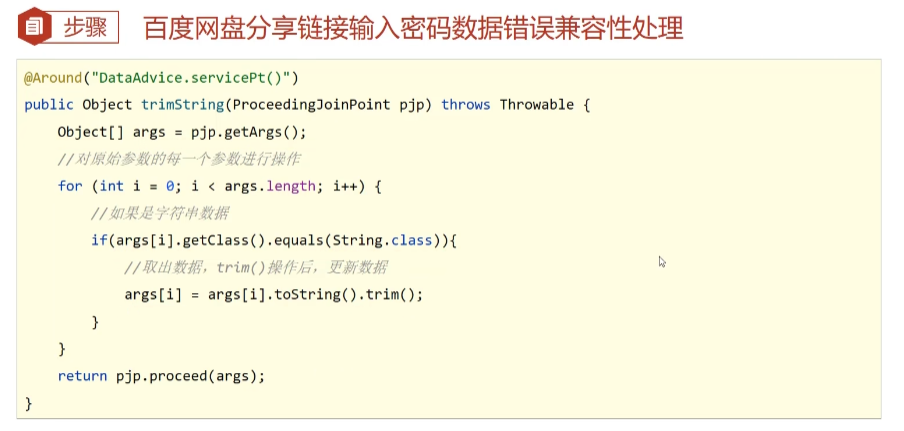 步骤
百度网盘分享链接输入密码数据错误兼容性处理
@Around("DataAdvice.servicePt()")
public Object trimString(ProceedingJoinPoint pjp) throws Throwable {
    Object[] args = pjp.getArgs();
    //对原始参数的每一个参数进行操作
    for (int i = 0; i < args.length; i++) {
        //如果是字符串数据
        if(args[i].getClass().equals(String.class)){
            //取出数据，trim()操作后，更新数据
            args[i] = args[i].toString().trim();
        }
    }
    return pjp.proceed(args);
}